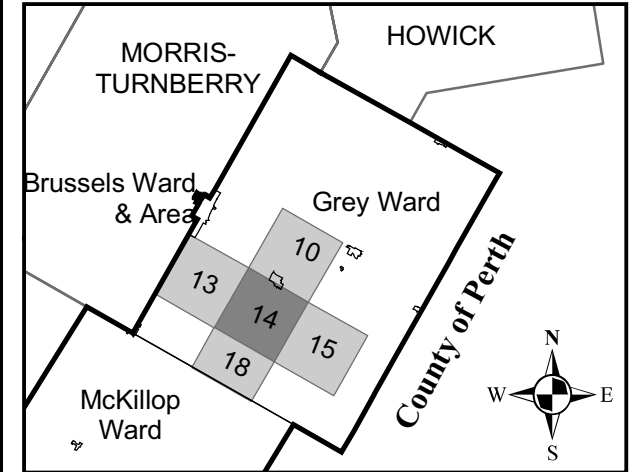 HOWICK
MORRIS-
TURNBERRY
Brussels Ward
& Area
Grey Ward
10
13
14
15
18
County of Perth
McKillop
Ward
N
W
E
S